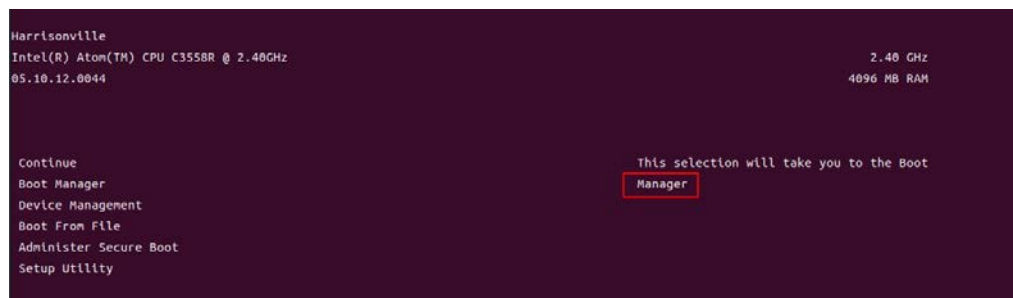 Harrisonville
Intel(R) Atom(TM) CPU C3558R @ 2.40GHz 2.40 GHz
05.10.12.0044 4096 MB RAM
Continue This selection will take you to the Boot
Boot Manager Manager
Device Management
Boot From File
Administer Secure Boot
Setup Utility